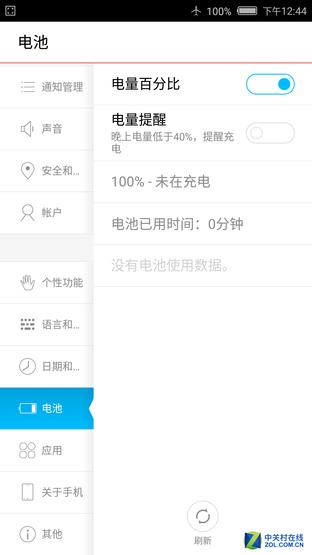 100% 下午12:44
电池
通知管理
声音
安全和...
帐户
个性功能
语言和...
日期和...
电池
应用
关于手机
其他
电量百分比
电量提醒
晚上电量低于40%，提醒充
电
100% - 未在充电
电池已用时间：0分钟
没有电池使用数据。
刷新
中关村在线
ZOL.COM.CN